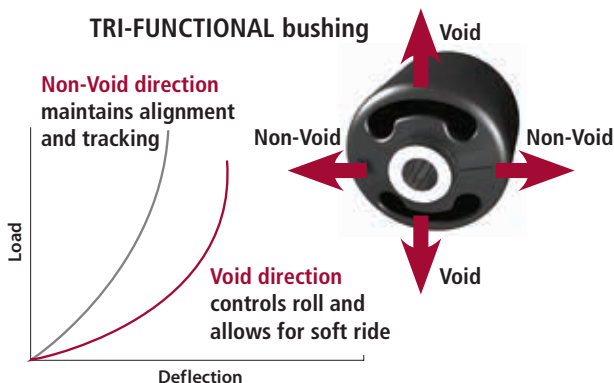 TRI-FUNCTIONAL bushing
Void
Non-Void direction
maintains alignment
and tracking
Non-Void
Non-Void
Load
Void direction
controls roll and
allows for soft ride
Void
Deflection